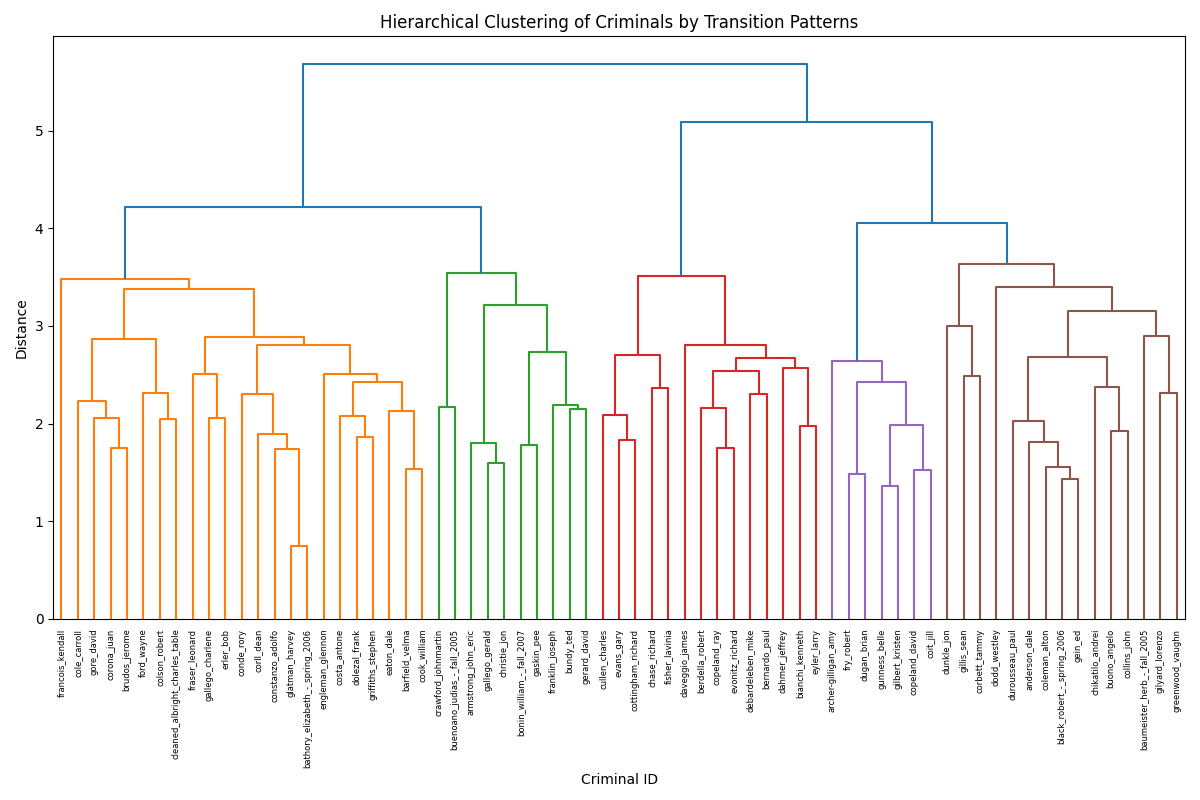 Hierarchical Clustering of Criminals by Transition Patterns
Distance
5
4
3
2
1
0
francois_kendall
cole_carroll
gore_david
corona_juan
brudos_jerome
ford_wayne
colson_robert
cleaned_albright_charles_table
fraser_leonard
gallego_charlene
erler_bob
conde_rory
corll_dean
constanzo_adolfo
glatman_harvey
bathory_elizabeth_-_spring_2006
engleman_glennon
costa_antone
dolezal_frank
griffiths_stephen
eaton_dale
barfield_velma
cook_william
crawford_johnmartin
buenoano_judias_-_fall_2005
armstrong_john_eric
gallego_gerald
christie_jon
bonin_william_-_fall_2007
gaskin_pee
franklin_joseph
bundy_ted
gerard_david
cullen_charles
evans_gary
cottingham_richard
chase_richard
fisher_lavinia
daveggio_james
berdella_robert
copeland_ray
evonitz_richard
debardeleben_mike
bernardo_paul
dahmer_jeffrey
bianchi_kenneth
eyler_larry
archer-gilligan_amy
fry_robert
dugan_brian
gunness_belle
gilbert_kristen
copeland_david
coit_jill
dunkle_jon
gillis_sean
corbett_tammy
dodd_westley
durousseau_paul
anderson_dale
coleman_alton
black_robert_-_spring_2006
gein_ed
chikatilo_andrei
buono_angelo
collins_john
baumeister_herb_-_fall_2005
gilyard_lorenzo
greenwood_vaughn
Criminal ID